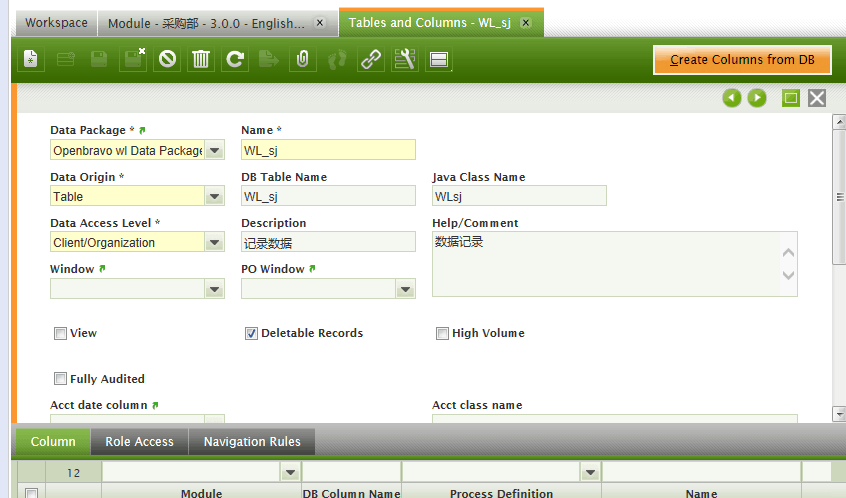 Workspace Module - 采购部 - 3.0.0 - English... Tables and Columns - WL_sj
Create Columns from DB
Data Package * Name *
Openbravo wl Data Package WL_sj
Data Origin * DB Table Name Java Class Name
Table WL_sj WLsj
Data Access Level * Description Help/Comment
Client/Organization 记录数据 数据记录
Window PO Window
View Deletable Records High Volume
Fully Audited
Acct date column Acct class name
Column Role Access Navigation Rules
12
Module DB Column Name Process Definition Name